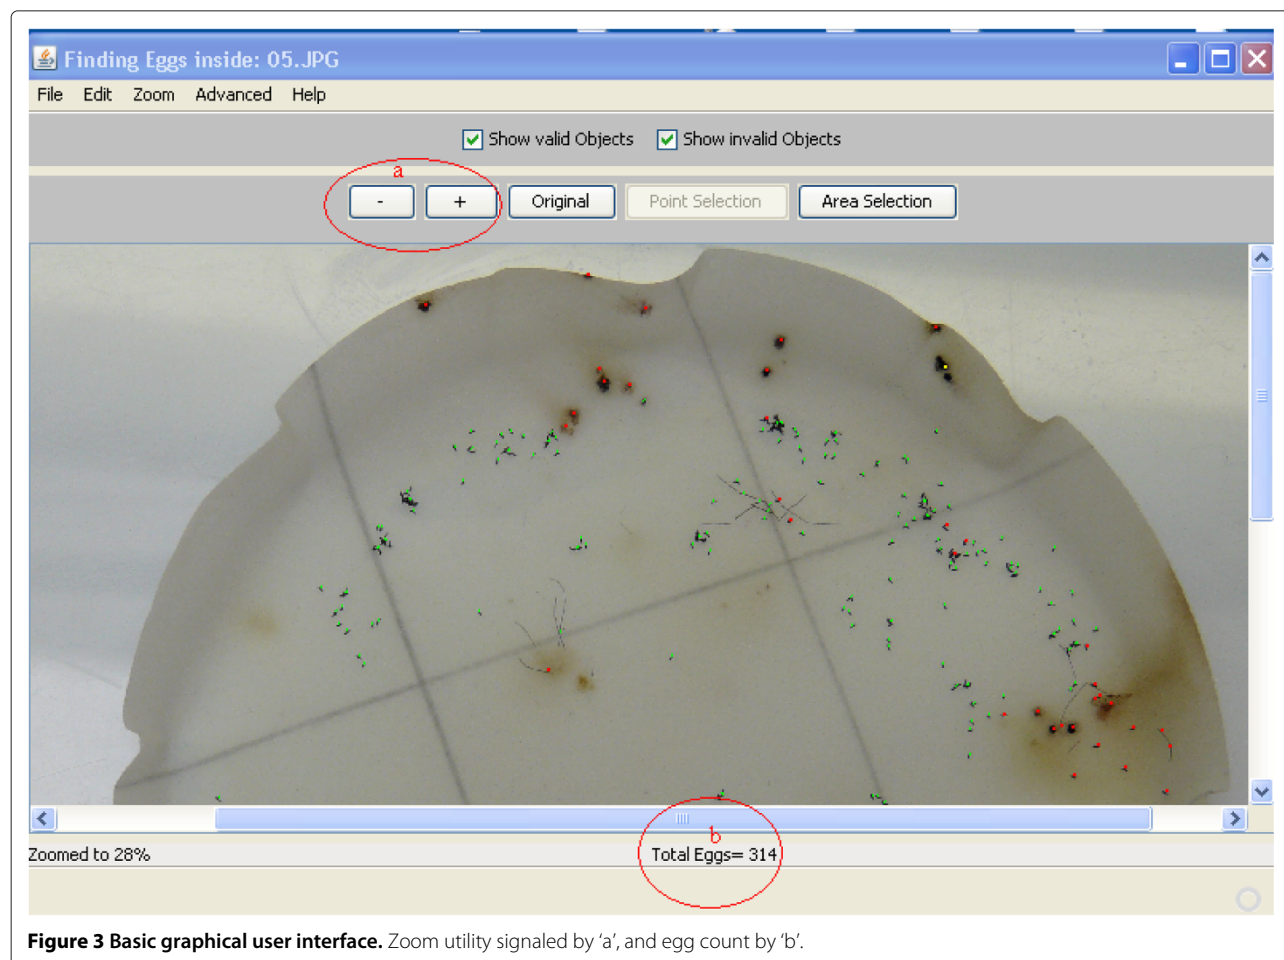 Finding Eggs inside: 05.JPG
File Edit Zoom Advanced Help
Show valid Objects Show invalid Objects
a
- + Original Point Selection Area Selection
b
Zoomed to 28% Total Eggs= 314
Figure 3 Basic graphical user interface. Zoom utility signaled by ‘a’, and egg count by ‘b’.